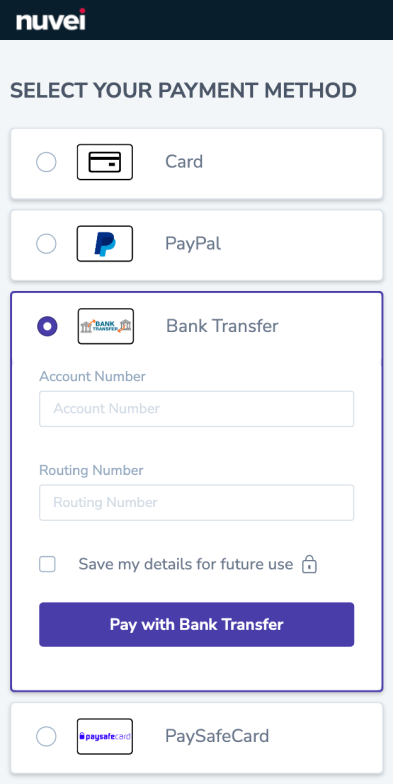 nuvei
SELECT YOUR PAYMENT METHOD
Card
PayPal
BANK
TRANSFER
Bank Transfer
Account Number
Account Number
Routing Number
Routing Number
Save my details for future use
Pay with Bank Transfer
paysafecard
PaySafeCard